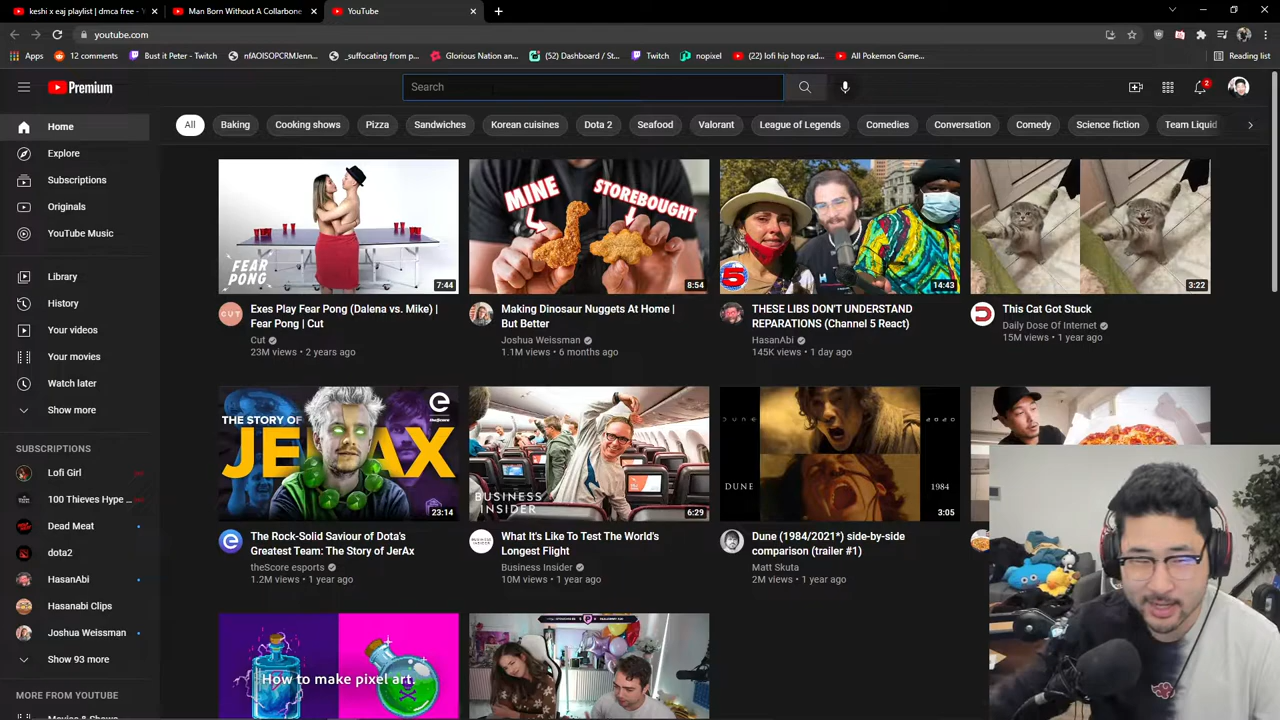 keshi x eaj playlist | dmca free - Y
Man Born Without A Collarbone
YouTube
youtube.com
Apps
12 comments
Bust it Peter - Twitch
nfAOISOPCRMJenn...
_suffocating from p...
Glorious Nation an...
(52) Dashboard / St...
Twitch
nopixel
(22) lofi hip hop rad...
All Pokemon Game...
Reading list
Premium
Search
2
All
Baking
Cooking shows
Pizza
Sandwiches
Korean cuisines
Dota 2
Seafood
Valorant
League of Legends
Comedies
Conversation
Comedy
Science fiction
Team Liquid
Home
Explore
Subscriptions
Originals
YouTube Music
Library
History
Your videos
Your movies
Watch later
Show more
SUBSCRIPTIONS
Lofi Girl
100 Thieves Hype ...
Dead Meat
dota2
HasanAbi
Hasanabi Clips
Joshua Weissman
Show 93 more
MORE FROM YOUTUBE
FEAR
PONG
7:44
MINE
STOREBOUGHT
8:54
5
14:43
3:22
CUT
Exes Play Fear Pong (Dalena vs. Mike) |
Fear Pong | Cut
Cut
23M views • 2 years ago
Making Dinosaur Nuggets At Home |
But Better
Joshua Weissman
1.1M views • 6 months ago
THESE LIBS DON'T UNDERSTAND
REPARATIONS (Channel 5 React)
HasanAbi
145K views • 1 day ago
This Cat Got Stuck
Daily Dose Of Internet
15M views • 1 year ago
THE STORY OF
JERAX
23:14
BUSINESS
INSIDER
6:29
DUNE
1984
3:05
The Rock-Solid Saviour of Dota's
Greatest Team: The Story of JerAx
theScore esports
1.2M views • 1 year ago
What It's Like To Test The World's
Longest Flight
Business Insider
10M views • 1 year ago
Dune (1984/2021*) side-by-side
comparison (trailer #1)
Matt Skuta
2M views • 1 year ago
How to make pixel art.